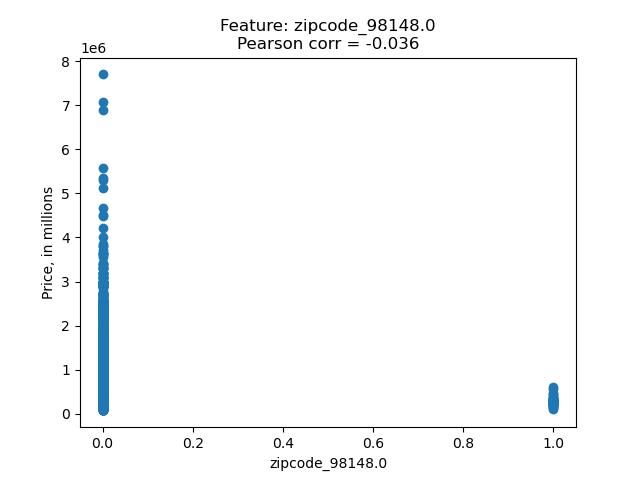 Feature: zipcode_98148.0
Pearson corr = -0.036
1e6
8
7
6
5
4
3
2
1
0
Price, in millions
0.0 0.2 0.4 0.6 0.8 1.0
zipcode_98148.0